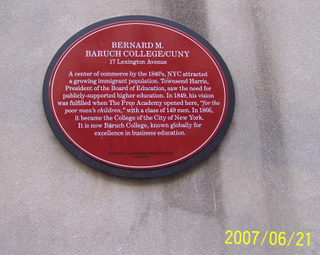 BERNARD M.
BARUCH COLLEGE/CUNY
17 Lexington Avenue
A center of commerce by the 1840's, NYC attracted
a growing immigrant population. Townsend Harris,
President of the Board of Education, saw the need for
publicly-supported higher education. In 1849, his vision
was fulfilled when The Free Academy opened here, "for the
poor man's children," with a class of 149 men. In 1866,
it became the College of the City of New York.
It is now Baruch College, known globally for
excellence in business education.
2007/06/21